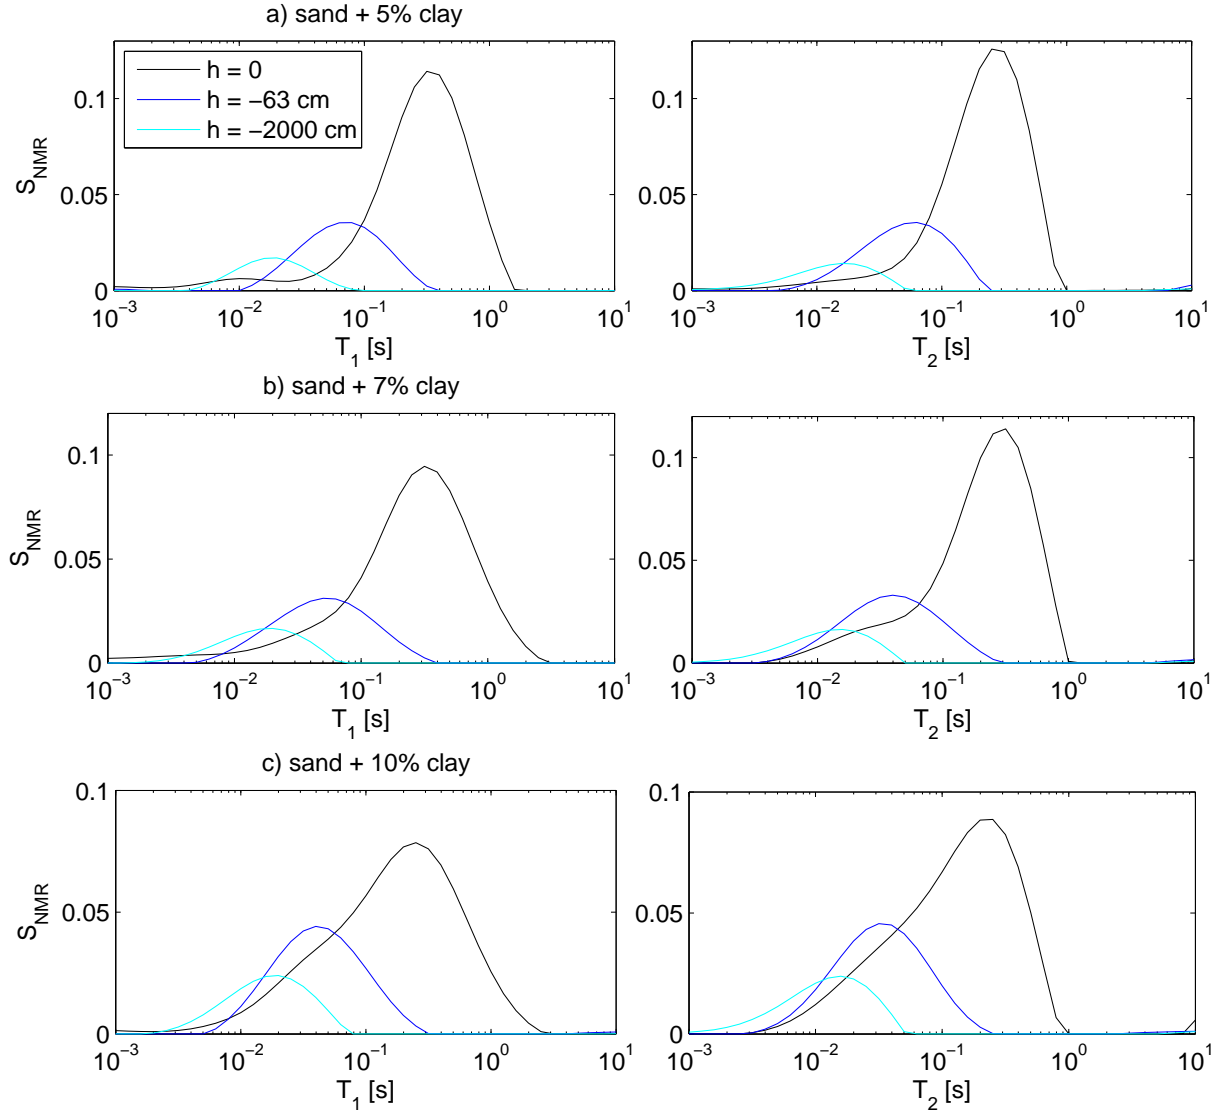 a) sand + 5% clay
h = 0
h = −63 cm
h = −2000 cm
S_NMR
0.1
0.05
0
10^−3 10^−2 10^−1 10^0 10^1
T_1 [s]
0.1
0.05
0
10^−3 10^−2 10^−1 10^0 10^1
T_2 [s]
b) sand + 7% clay
S_NMR
0.1
0.05
0
10^−3 10^−2 10^−1 10^0 10^1
T_1 [s]
0.1
0.05
0
10^−3 10^−2 10^−1 10^0 10^1
T_2 [s]
c) sand + 10% clay
S_NMR
0.1
0.05
0
10^−3 10^−2 10^−1 10^0 10^1
T_1 [s]
0.1
0.05
0
10^−3 10^−2 10^−1 10^0 10^1
T_2 [s]